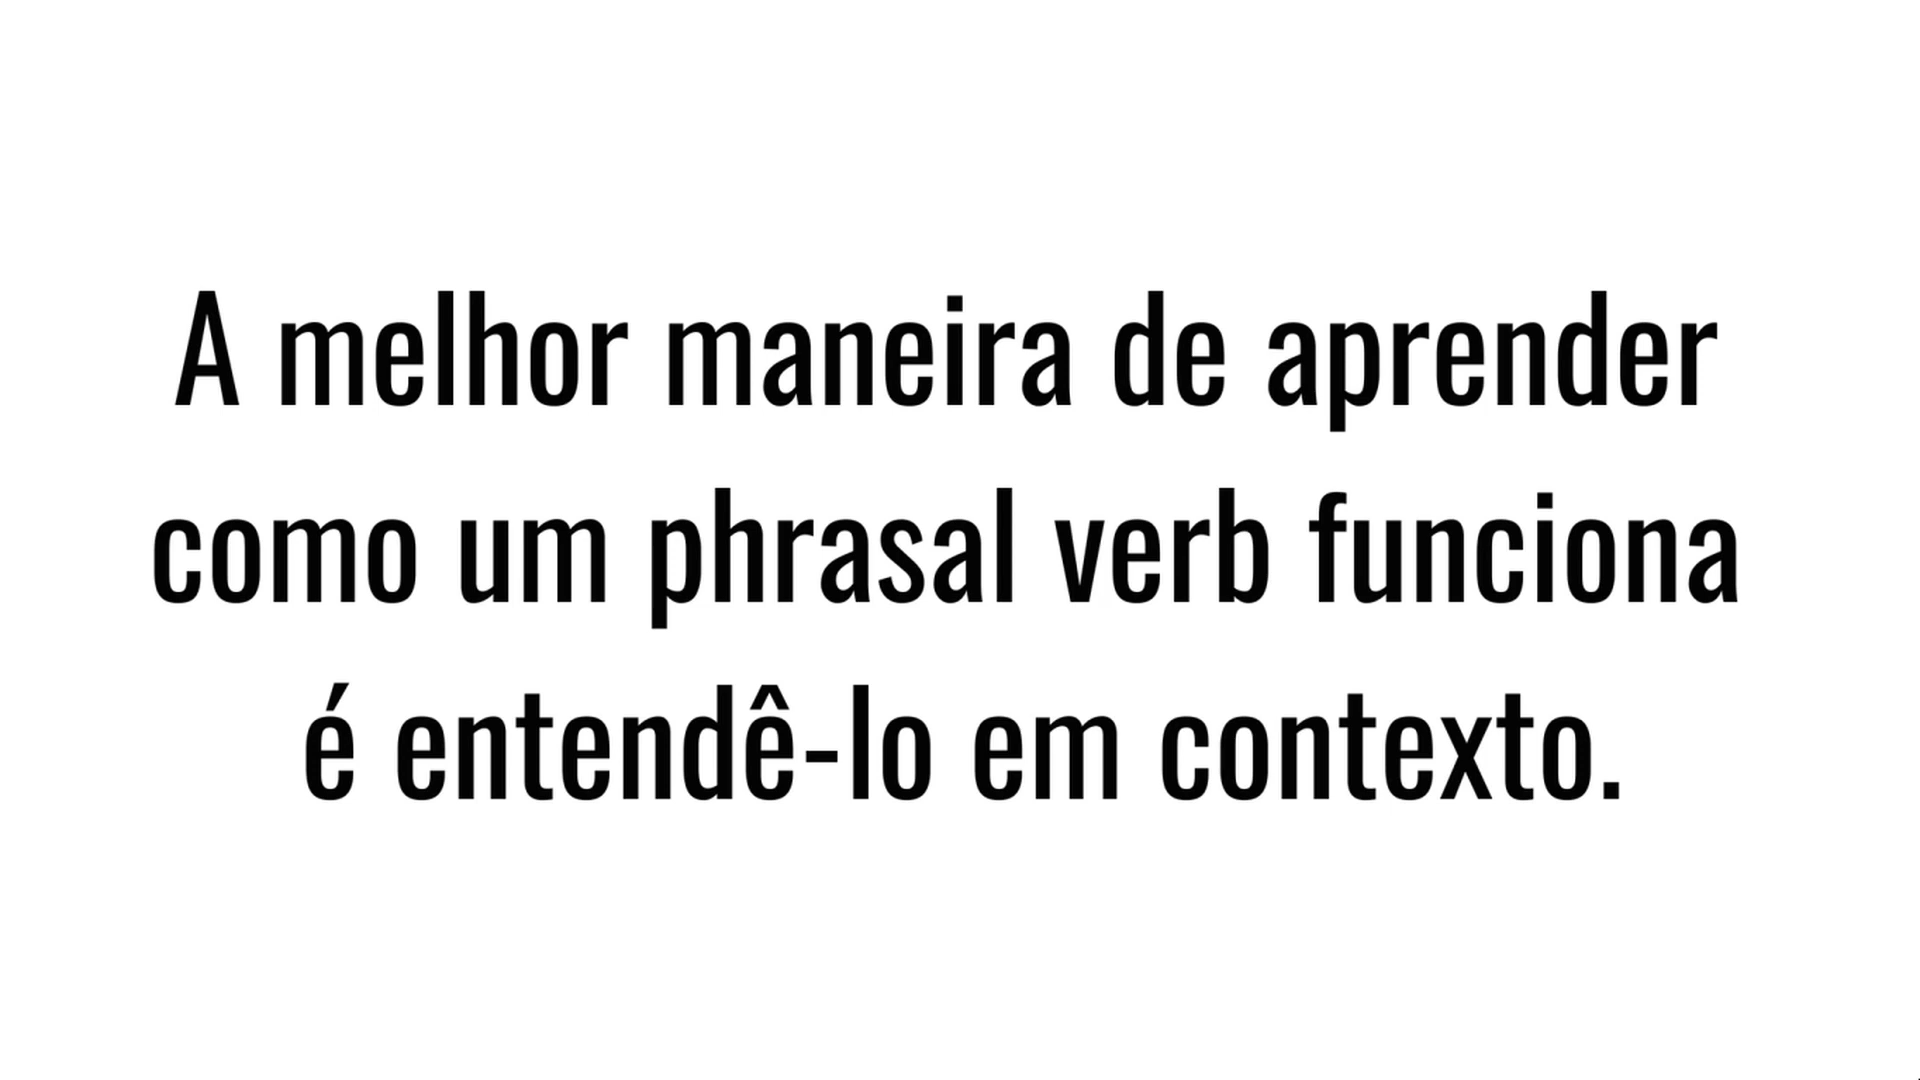 A melhor maneira de aprender
como um phrasal verb funciona
é entendê-lo em contexto.